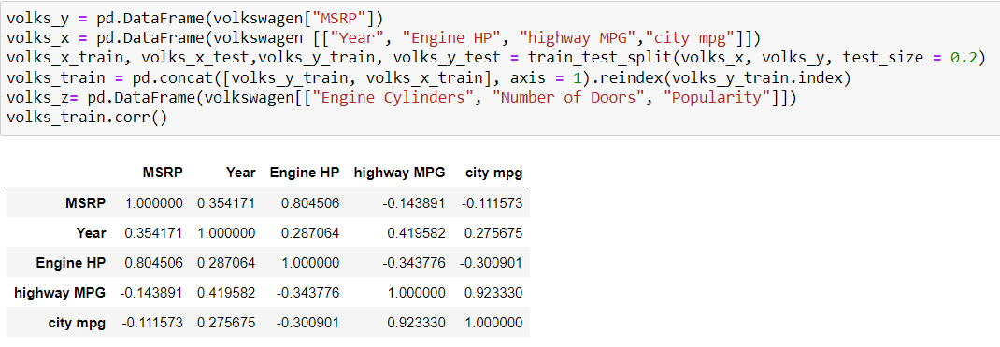 volks_y = pd.DataFrame(volkswagen["MSRP"])
volks_x = pd.DataFrame(volkswagen [["Year", "Engine HP", "highway MPG","city mpg"]])
volks_x_train, volks_x_test,volks_y_train, volks_y_test = train_test_split(volks_x, volks_y, test_size = 0.2)
volks_train = pd.concat([volks_y_train, volks_x_train], axis = 1).reindex(volks_y_train.index)
volks_z= pd.DataFrame(volkswagen[["Engine Cylinders", "Number of Doors", "Popularity"]])
volks_train.corr()
MSRP Year Engine HP highway MPG city mpg
MSRP 1.000000 0.354171 0.804506 -0.143891 -0.111573
Year 0.354171 1.000000 0.287064 0.419582 0.275675
Engine HP 0.804506 0.287064 1.000000 -0.343776 -0.300901
highway MPG -0.143891 0.419582 -0.343776 1.000000 0.923330
city mpg -0.111573 0.275675 -0.300901 0.923330 1.000000